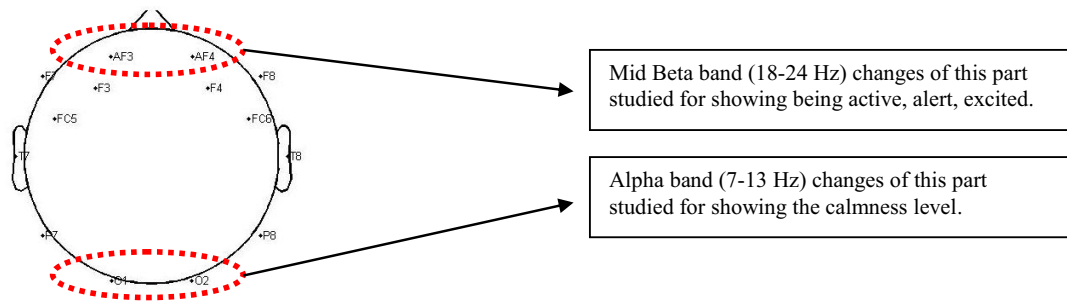 AF3 AF4
F7 F8
F3 F4
FC5 FC6
T7 T8
P7 P8
O1 O2
Mid Beta band (18-24 Hz) changes of this part
studied for showing being active, alert, excited.
Alpha band (7-13 Hz) changes of this part
studied for showing the calmness level.